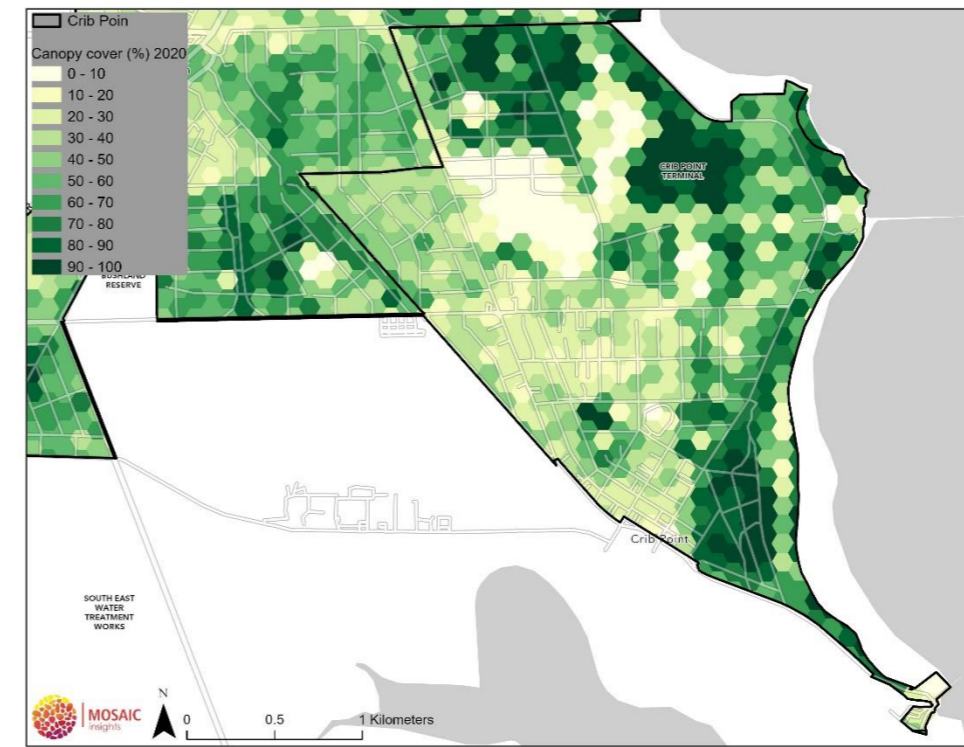 Crib Poin
Canopy cover (%) 2020
0 - 10
10 - 20
20 - 30
30 - 40
40 - 50
50 - 60
60 - 70
70 - 80
80 - 90
90 - 100
CRIB POINT
TERMINAL
BUSHLAND
RESERVE
Crib Point
SOUTH EAST
WATER
TREATMENT
WORKS
MOSAIC
insights
N
0 0.5 1 Kilometers